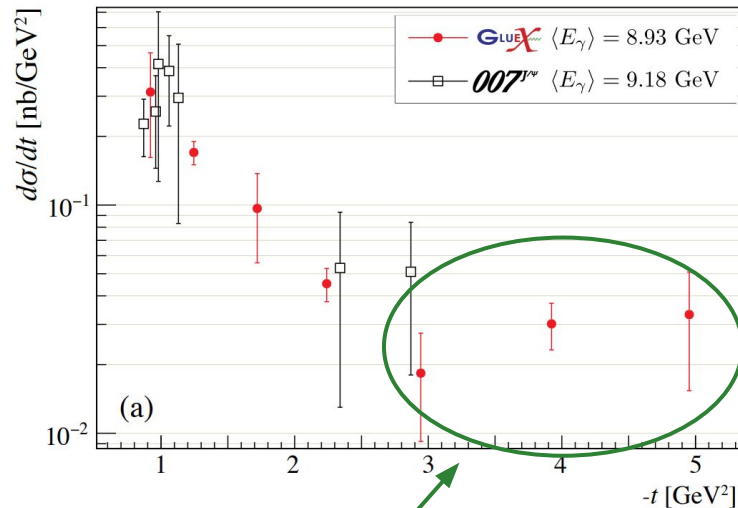 GLUEX ⟨Eγ⟩ = 8.93 GeV
007 J/ψ ⟨Eγ⟩ = 9.18 GeV
dσ/dt [nb/GeV²]
10⁻¹
10⁻²
(a)
1 2 3 4 5
-t [GeV²]